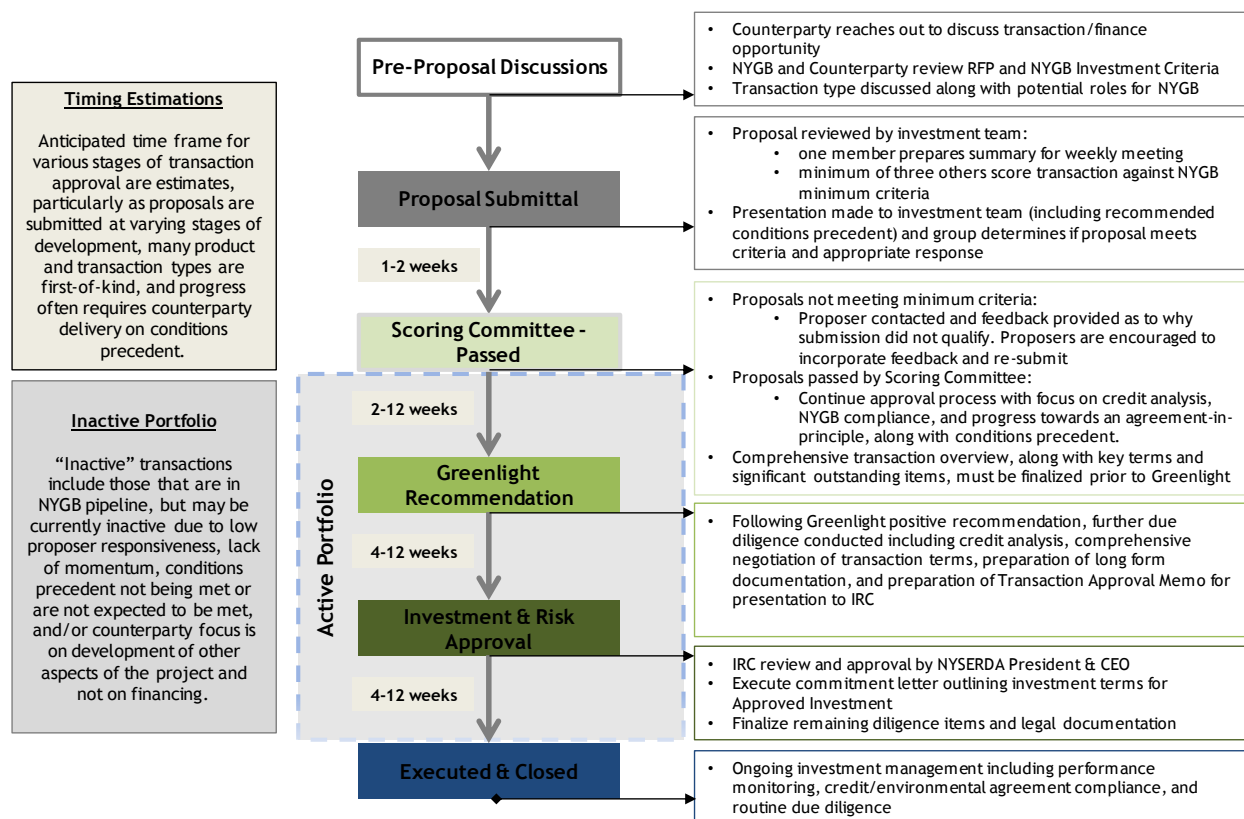 Timing Estimations
Anticipated time frame for
various stages of transaction
approval are estimates,
particularly as proposals are
submitted at varying stages of
development, many product
and transaction types are
first-of-kind, and progress
often requires counterparty
delivery on conditions
precedent.
Inactive Portfolio
“Inactive” transactions
include those that are in
NYGB pipeline, but may be
currently inactive due to low
proposer responsiveness, lack
of momentum, conditions
precedent not being met or
are not expected to be met,
and/or counterparty focus is
on development of other
aspects of the project and
not on financing.
Pre-Proposal Discussions
Proposal Submittal
1-2 weeks
Scoring Committee -
Passed
Active Portfolio
2-12 weeks
Greenlight
Recommendation
4-12 weeks
Investment & Risk
Approval
4-12 weeks
Executed & Closed
• Counterparty reaches out to discuss transaction/finance
opportunity
• NYGB and Counterparty review RFP and NYGB Investment Criteria
• Transaction type discussed along with potential roles for NYGB
• Proposal reviewed by investment team:
• one member prepares summary for weekly meeting
• minimum of three others score transaction against NYGB
minimum criteria
• Presentation made to investment team (including recommended
conditions precedent) and group determines if proposal meets
criteria and appropriate response
• Proposals not meeting minimum criteria:
• Proposer contacted and feedback provided as to why
submission did not qualify. Proposers are encouraged to
incorporate feedback and re-submit
• Proposals passed by Scoring Committee:
• Continue approval process with focus on credit analysis,
NYGB compliance, and progress towards an agreement-in-
principle, along with conditions precedent.
• Comprehensive transaction overview, along with key terms and
significant outstanding items, must be finalized prior to Greenlight
• Following Greenlight positive recommendation, further due
diligence conducted including credit analysis, comprehensive
negotiation of transaction terms, preparation of long form
documentation, and preparation of Transaction Approval Memo for
presentation to IRC
• IRC review and approval by NYSERDA President & CEO
• Execute commitment letter outlining investment terms for
Approved Investment
• Finalize remaining diligence items and legal documentation
• Ongoing investment management including performance
monitoring, credit/environmental agreement compliance, and
routine due diligence